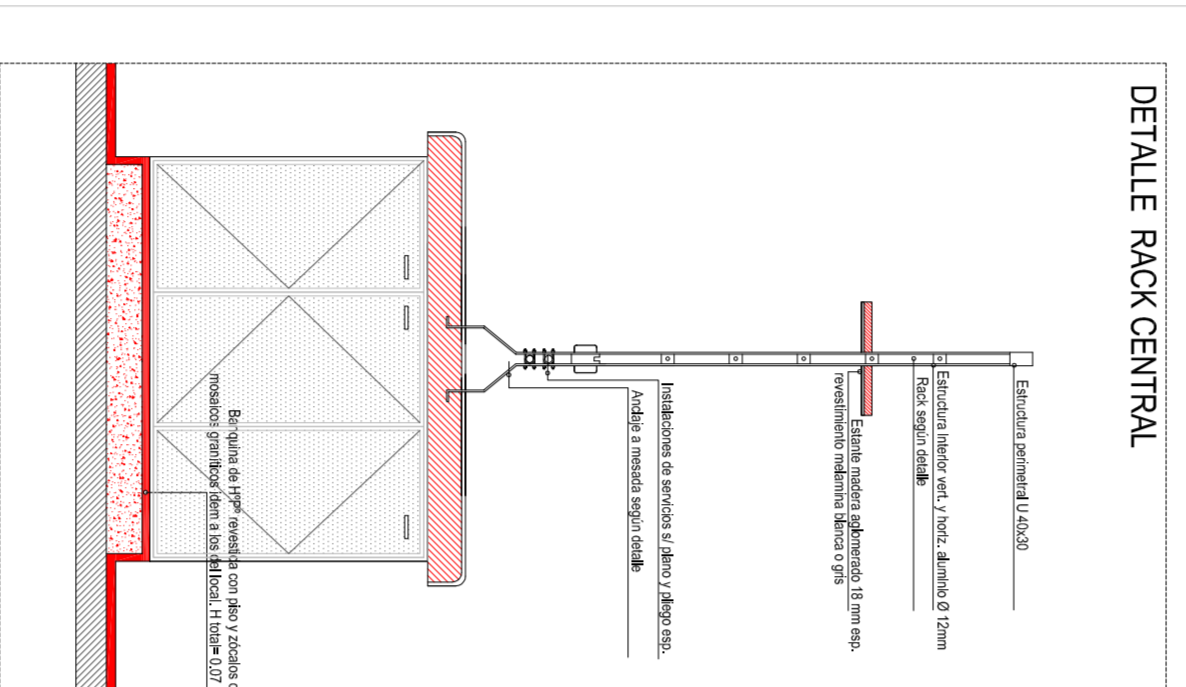 DETALLE RACK CENTRAL
Estructura perimetral U 40x30
Estructura interior vert. y horiz. aluminio Ø 12mm
Rack según detalle
Estante madera aglomerado 18 mm esp.
revestimiento melamina blanca o gris
Instalaciones de servicios s/ plano y pliego esp.
Anclaje a mesada según detalle
Banquina de HºPº revestida con piso y zócalos
mosaicos graníticos idem a los del local. H total= 0.07